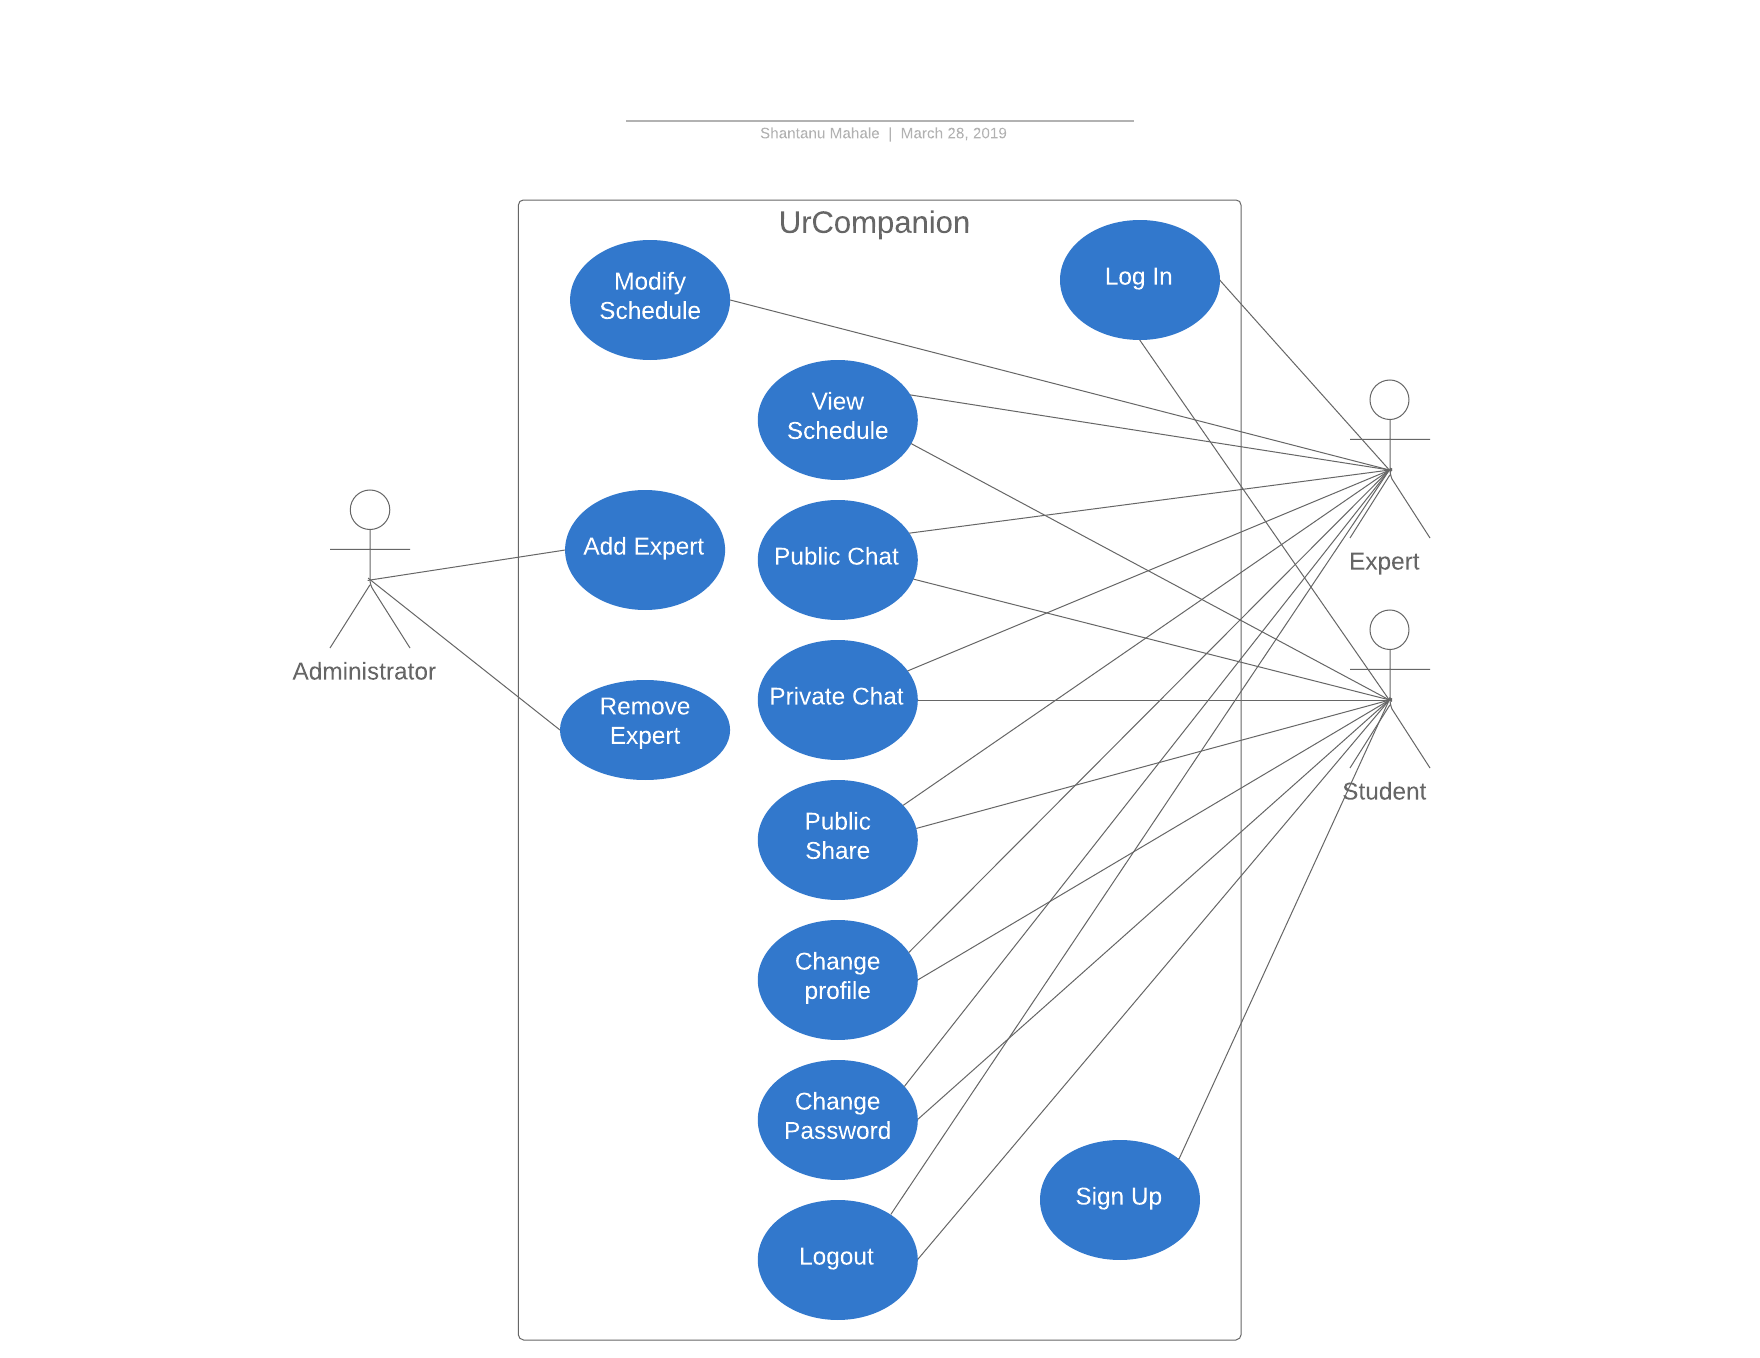 Shantanu Mahale | March 28, 2019
UrCompanion
Modify
Schedule
Log In
View
Schedule
Add Expert
Public Chat
Expert
Administrator
Private Chat
Remove
Expert
Student
Public
Share
Change
profile
Change
Password
Sign Up
Logout